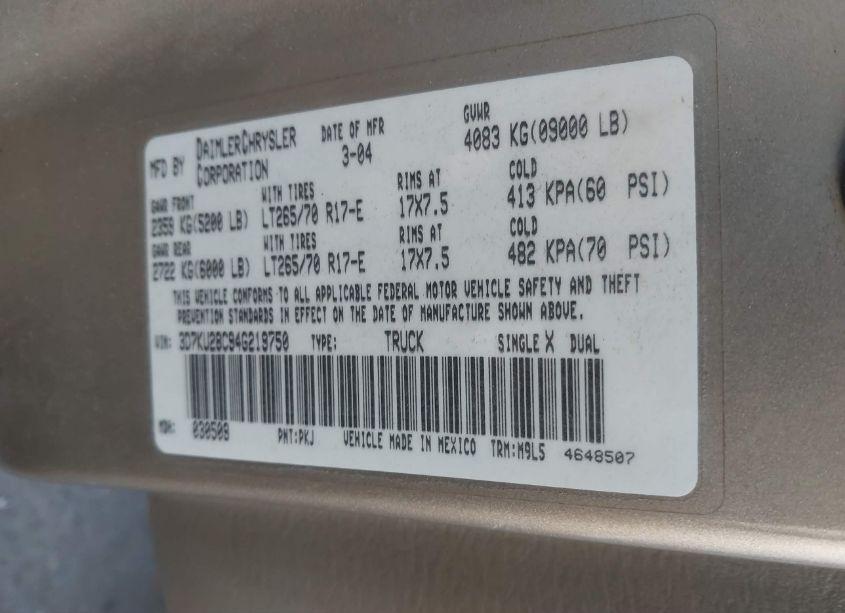 MFD BY DAIMLERCHRYSLER CORPORATION DATE OF MFR 3-04 GVWR 4083 KG(09000 LB)
GAWR FRONT WITH TIRES RIMS AT COLD
2359 KG(5200 LB) LT265/70 R17-E 17X7.5 413 KPA(60 PSI)
GAWR REAR WITH TIRES RIMS AT COLD
2722 KG(6000 LB) LT265/70 R17-E 17X7.5 482 KPA(70 PSI)
THIS VEHICLE CONFORMS TO ALL APPLICABLE FEDERAL MOTOR VEHICLE SAFETY AND THEFT
PREVENTION STANDARDS IN EFFECT ON THE DATE OF MANUFACTURE SHOWN ABOVE.
VIN: 3D7KU28C94G219750 TYPE: TRUCK SINGLE X DUAL
MDH: 030509 PNT:PKJ VEHICLE MADE IN MEXICO TRM:M9L5 4648507